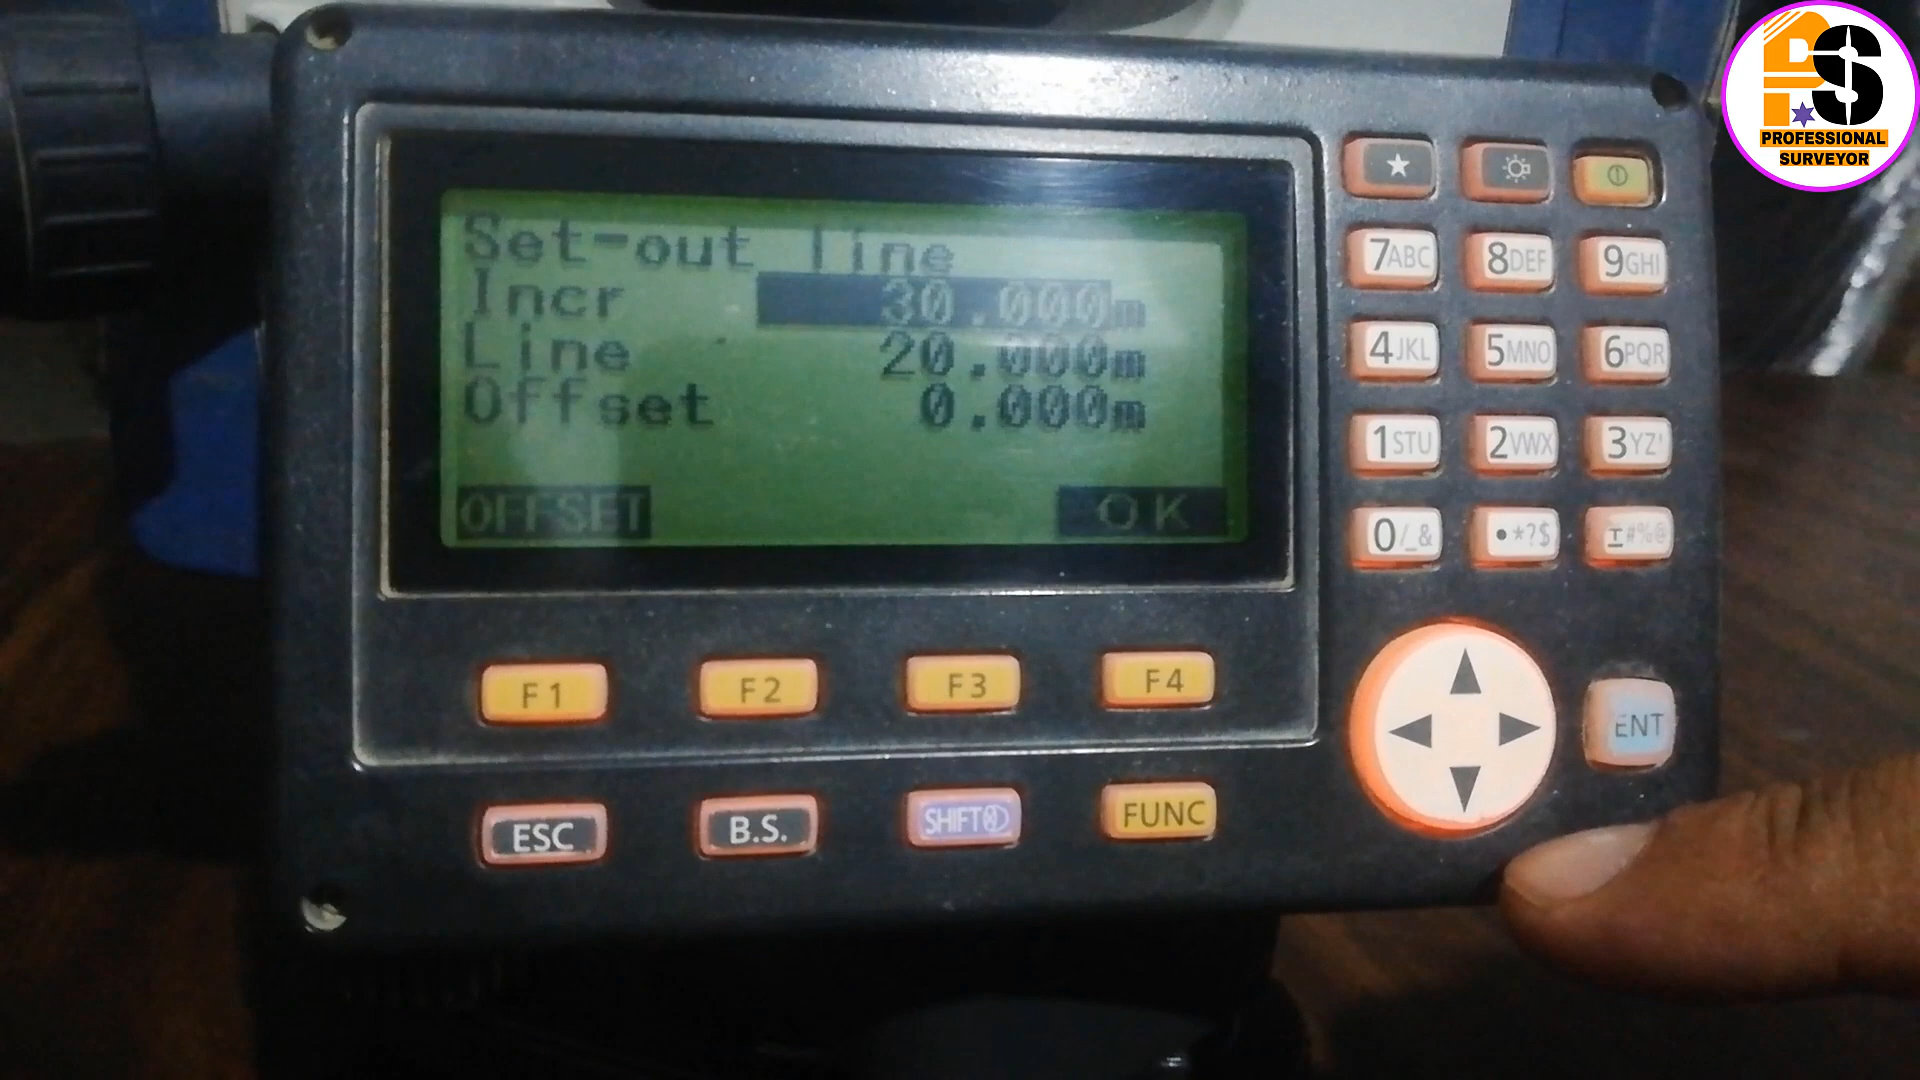 PS
PROFESSIONAL
SURVEYOR
Set-out line
Incr 30.000m
Line 20.000m
Offset 0.000m
OFFSET OK
★
7ABC 8DEF 9GHI
4JKL 5MNO 6PQR
1STU 2VWX 3YZ'
0/_& •*?$ #%@
F1 F2 F3 F4
ENT
ESC B.S. SHIFT FUNC